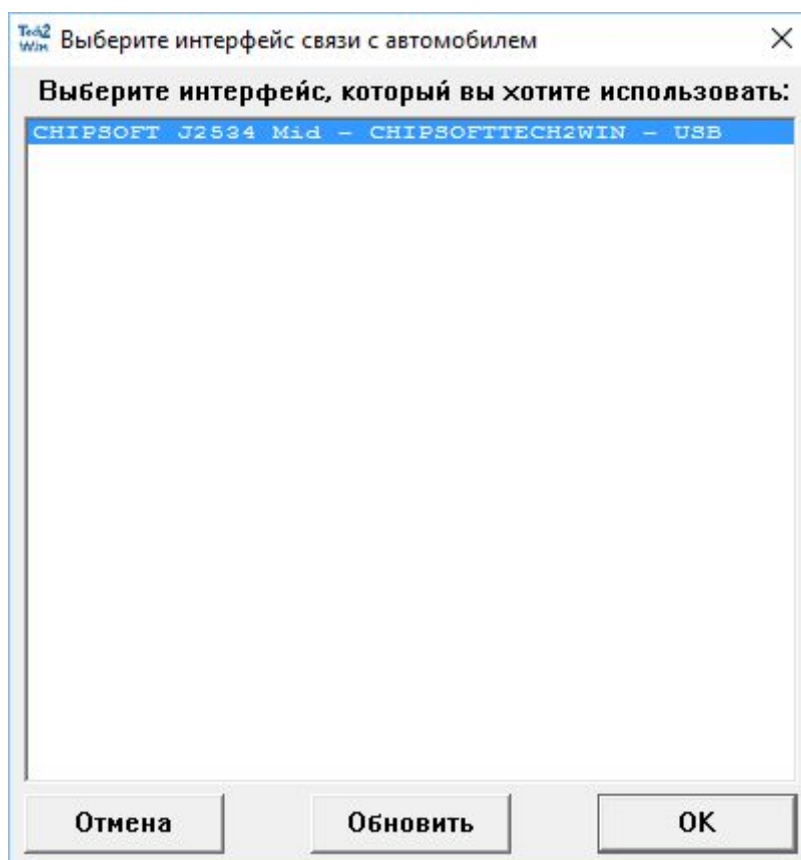 Tech2
Win Выберите интерфейс связи с автомобилем
Выберите интерфейс, который вы хотите использовать:
CHIPSOFT J2534 Mid - CHIPSOFTTECH2WIN - USB
Отмена Обновить OK